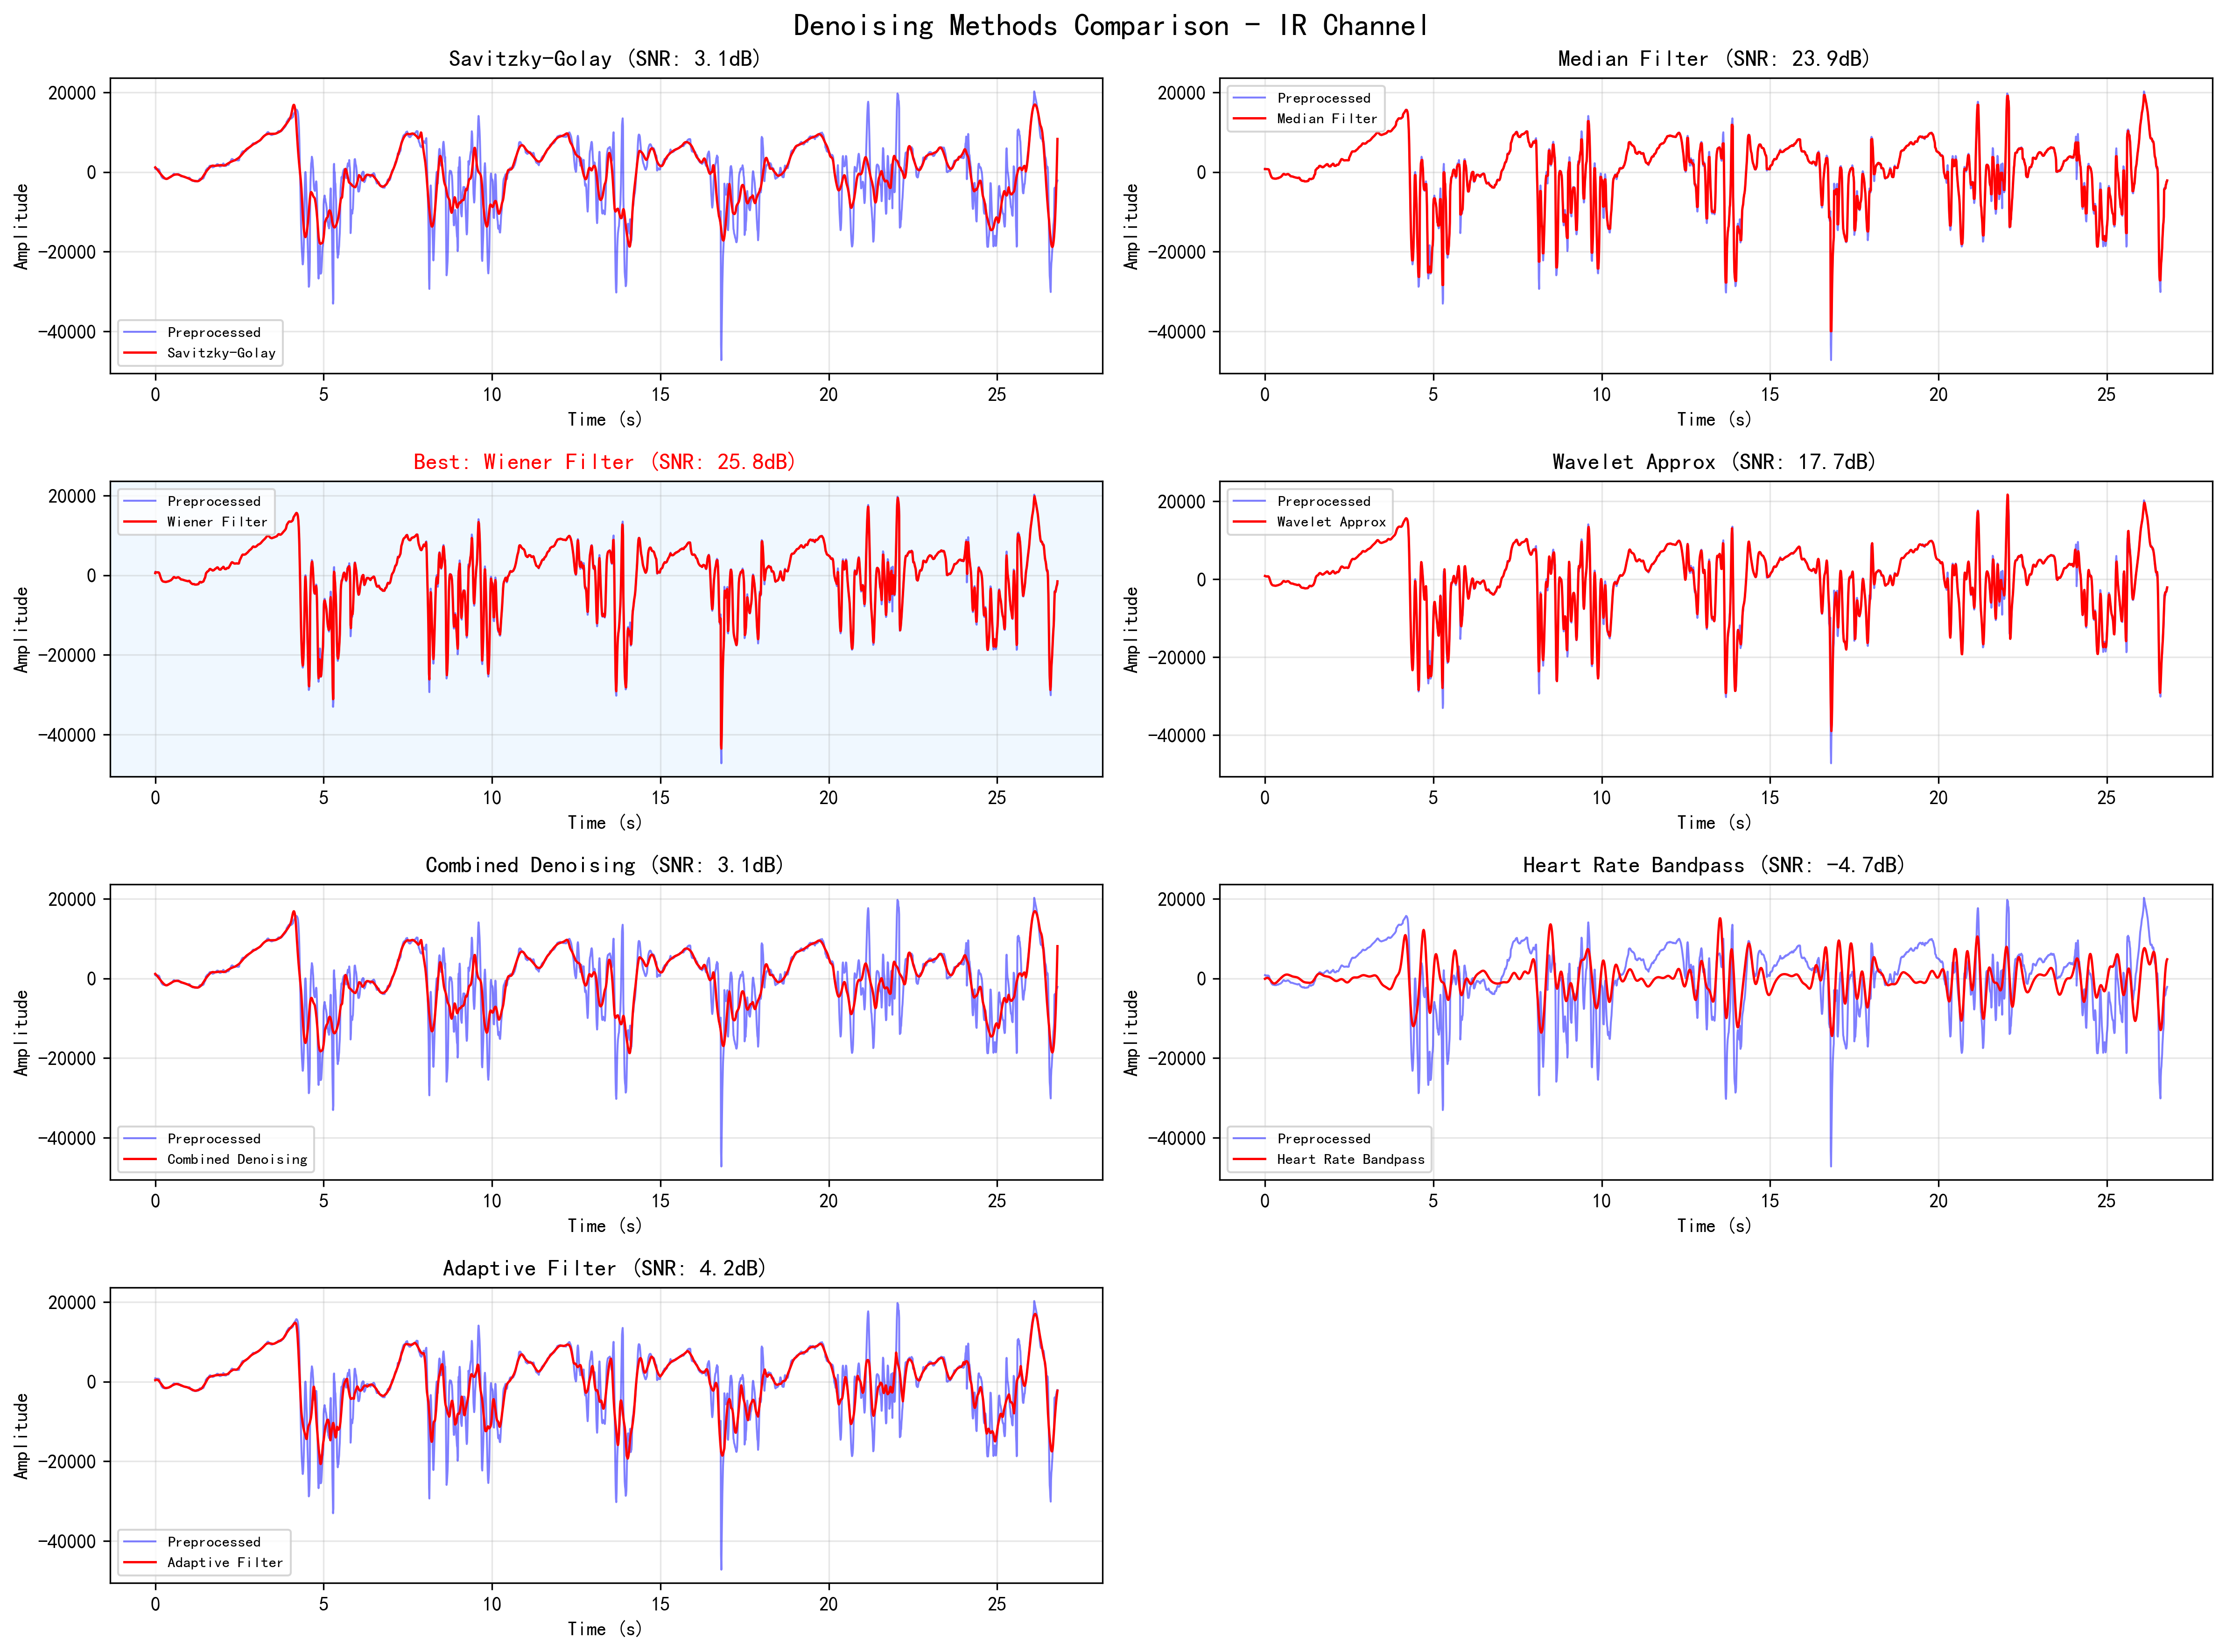 Denoising Methods Comparison - IR Channel
Savitzky-Golay (SNR: 3.1dB)
20000
0
-20000
-40000
Amplitude
Preprocessed
Savitzky-Golay
0 5 10 15 20 25
Time (s)
Median Filter (SNR: 23.9dB)
20000
0
-20000
-40000
Amplitude
Preprocessed
Median Filter
0 5 10 15 20 25
Time (s)
Best: Wiener Filter (SNR: 25.8dB)
20000
0
-20000
-40000
Amplitude
Preprocessed
Wiener Filter
0 5 10 15 20 25
Time (s)
Wavelet Approx (SNR: 17.7dB)
20000
0
-20000
-40000
Amplitude
Preprocessed
Wavelet Approx
0 5 10 15 20 25
Time (s)
Combined Denoising (SNR: 3.1dB)
20000
0
-20000
-40000
Amplitude
Preprocessed
Combined Denoising
0 5 10 15 20 25
Time (s)
Heart Rate Bandpass (SNR: -4.7dB)
20000
0
-20000
-40000
Amplitude
Preprocessed
Heart Rate Bandpass
0 5 10 15 20 25
Time (s)
Adaptive Filter (SNR: 4.2dB)
20000
0
-20000
-40000
Amplitude
Preprocessed
Adaptive Filter
0 5 10 15 20 25
Time (s)